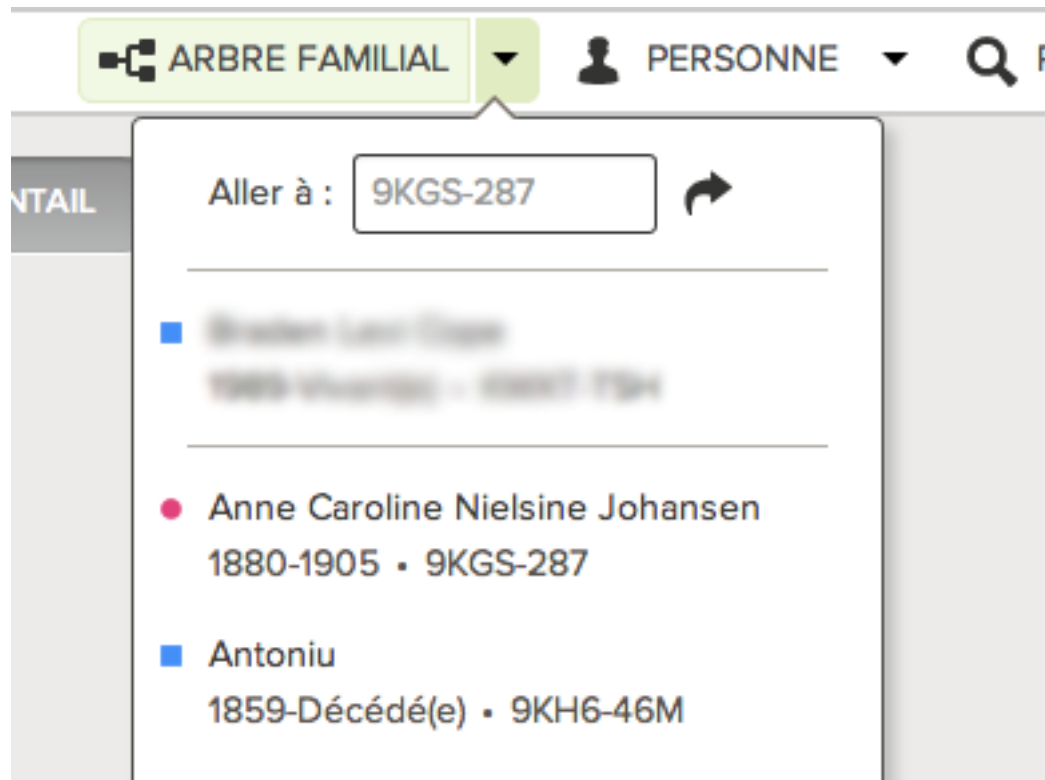 ARBRE FAMILIAL PERSONNE
NTAIL
Aller à : 9KGS-287
Anne Caroline Nielsine Johansen
1880-1905 • 9KGS-287
Antoniu
1859-Décédé(e) • 9KH6-46M